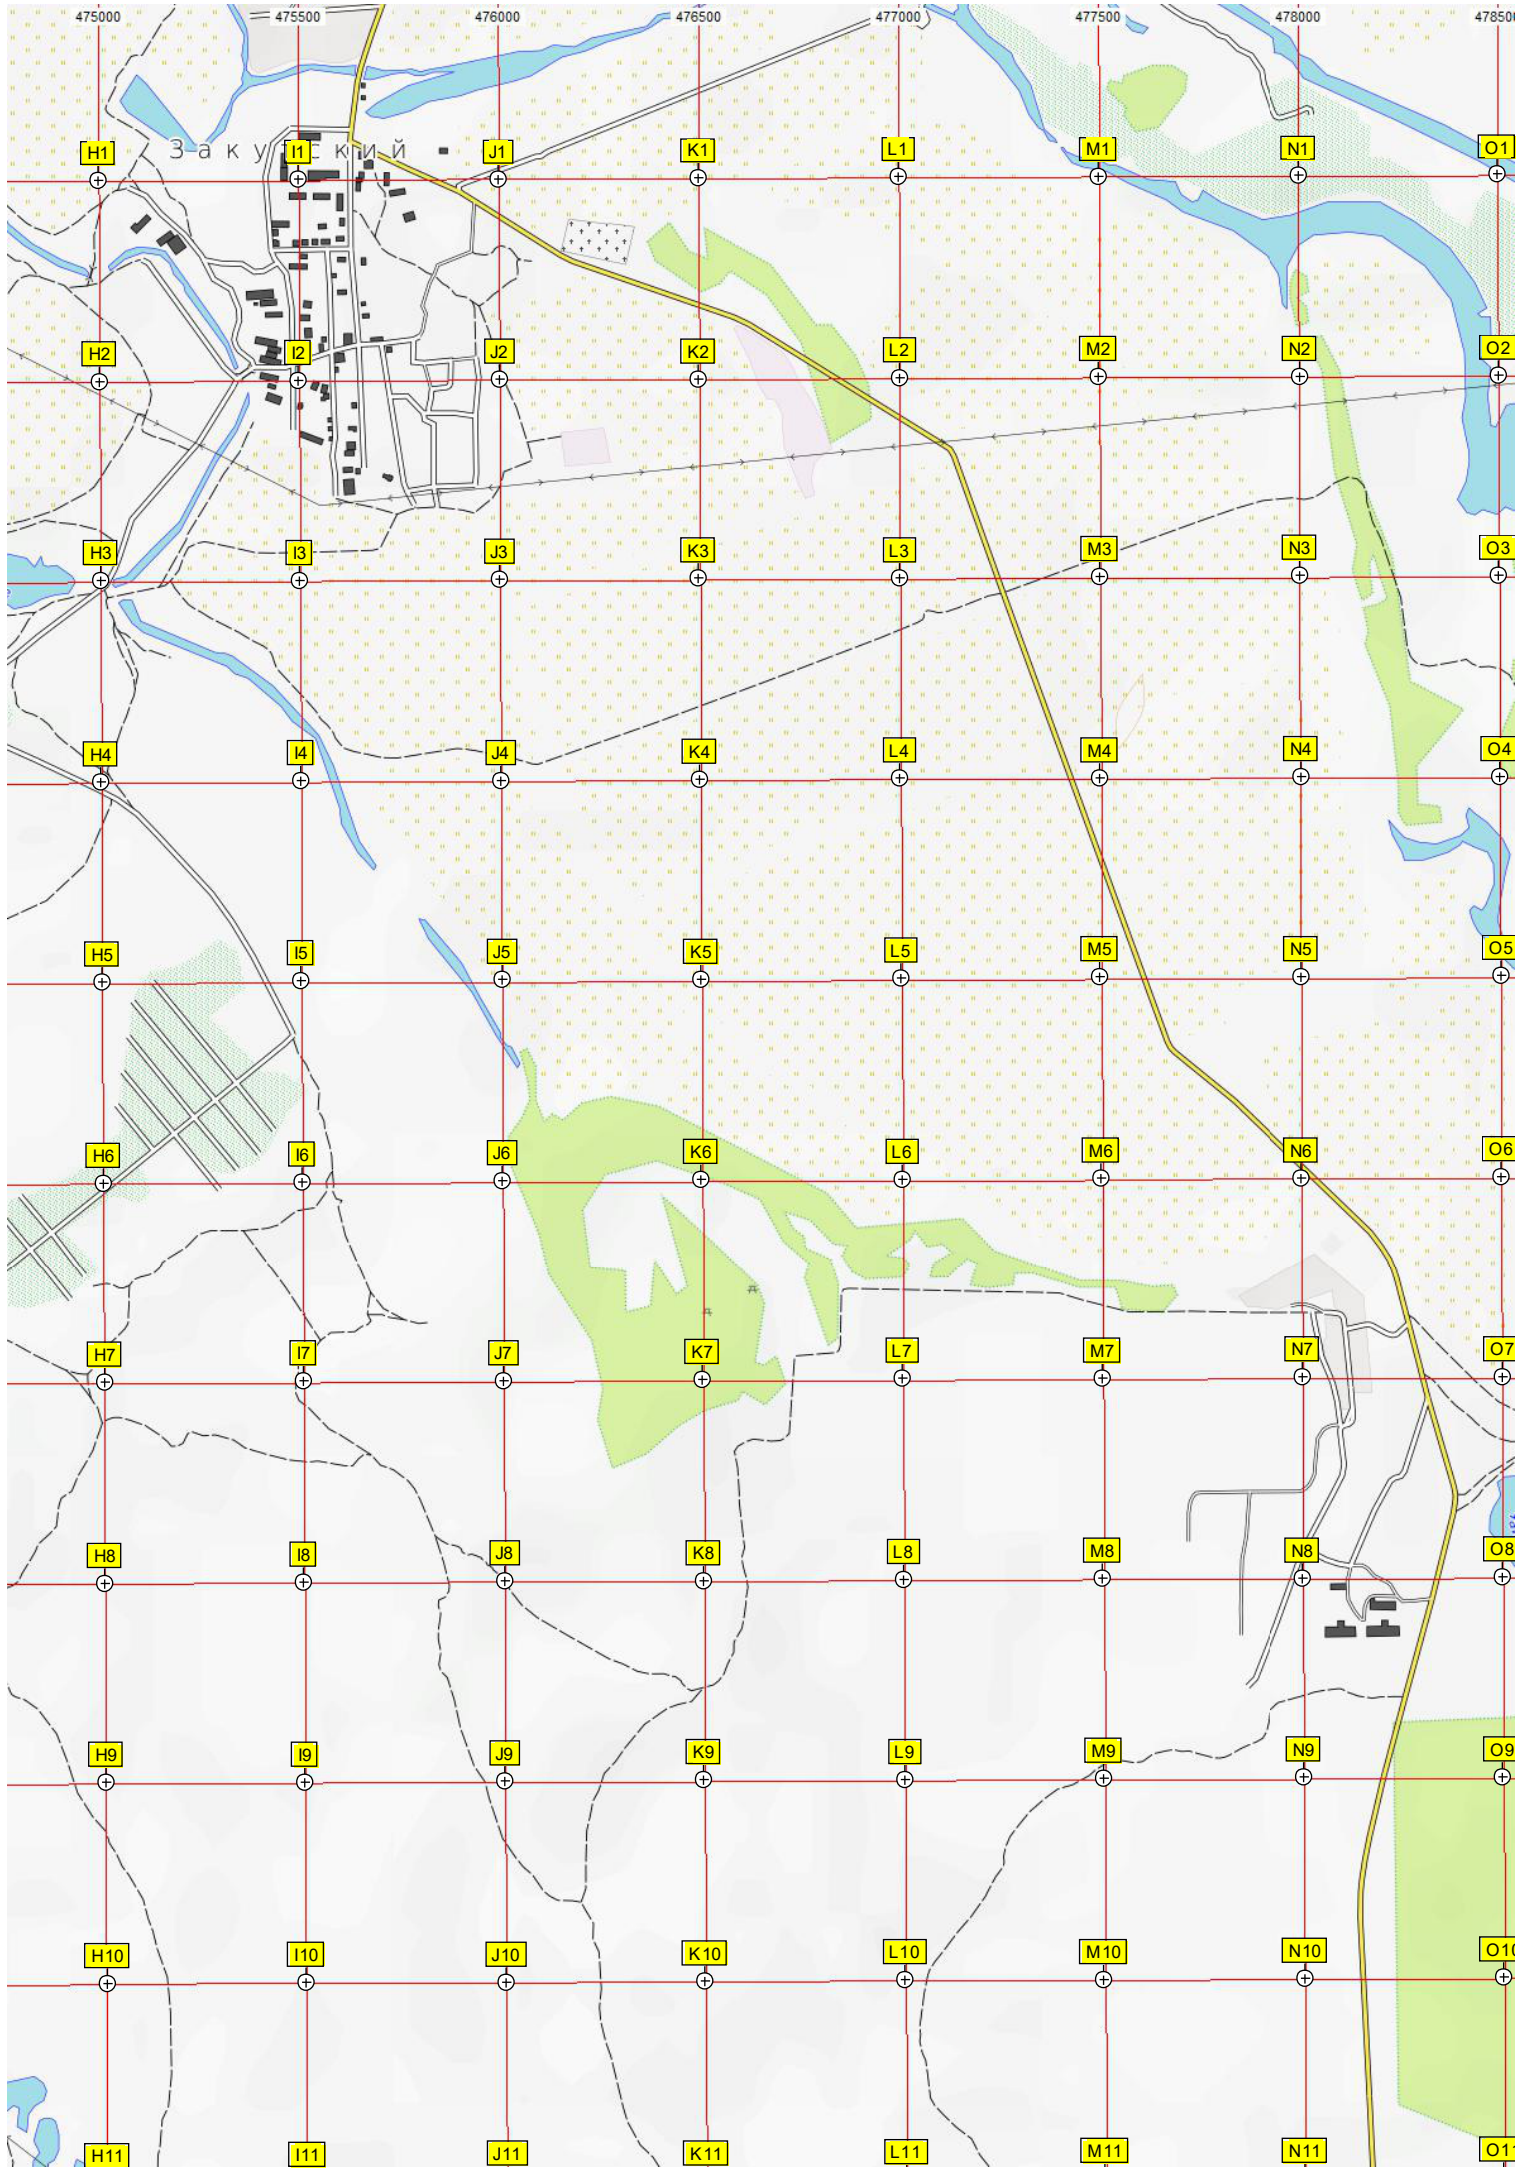 475000 475500 476000 476500 477000 477500 478000 47850
H1 I1 J1 K1 L1 M1 N1 O1
H2 I2 J2 K2 L2 M2 N2 O2
H3 I3 J3 K3 L3 M3 N3 O3
H4 I4 J4 K4 L4 M4 N4 O4
H5 I5 J5 K5 L5 M5 N5 O5
H6 I6 J6 K6 L6 M6 N6 O6
H7 I7 J7 K7 L7 M7 N7 O7
H8 I8 J8 K8 L8 M8 N8 O8
H9 I9 J9 K9 L9 M9 N9 O9
H10 I10 J10 K10 L10 M10 N10 O10
H11 I11 J11 K11 L11 M11 N11 O11